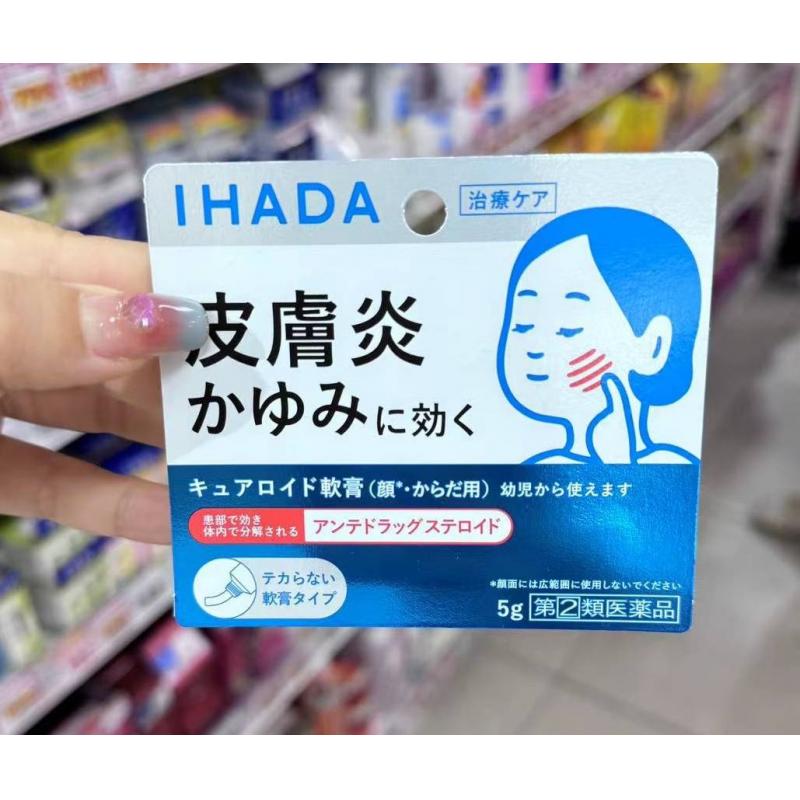 IHADA
治療ケア
皮膚炎
かゆみに効く
キュアロイド軟膏(顔*・からだ用) 幼児から使えます
患部で効き
体内で分解される
アンテドラッグステロイド
テカらない
軟膏タイプ
*顔面には広範囲に使用しないでください
5g 第②類医薬品